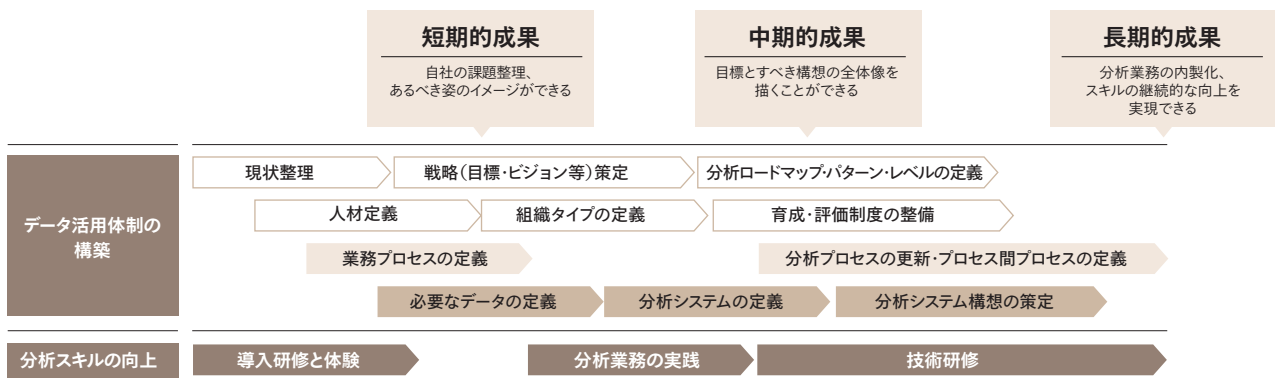 短期的成果
自社の課題整理、
あるべき姿のイメージができる
中期的成果
目標とすべき構想の全体像を
描くことができる
長期的成果
分析業務の内製化、
スキルの継続的な向上を
実現できる
データ活用体制の
構築
現状整理
戦略(目標・ビジョン等)策定
分析ロードマップ・パターン・レベルの定義
人材定義
組織タイプの定義
育成・評価制度の整備
業務プロセスの定義
分析プロセスの更新・プロセス間プロセスの定義
必要なデータの定義
分析システムの定義
分析システム構想の策定
分析スキルの向上
導入研修と体験
分析業務の実践
技術研修